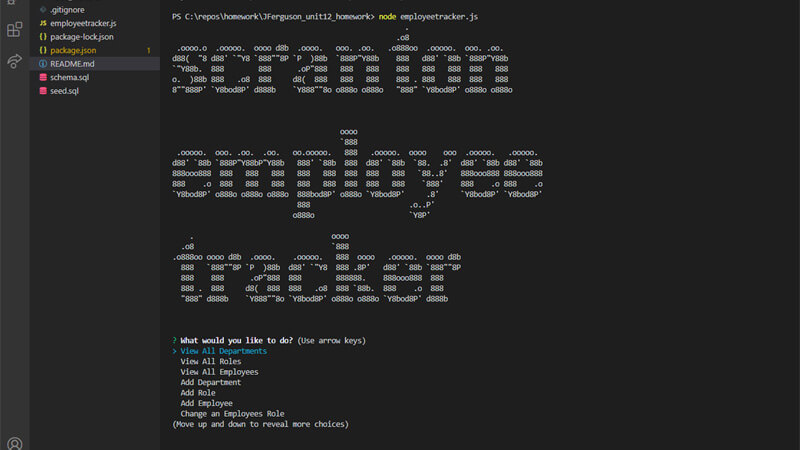 .gitignore
employeetracker.js
package-lock.json
package.json 1
README.md
schema.sql
seed.sql
PS C:\repos\homework\JFerguson_unit12_homework> node employeetracker.js
scranton
employee
tracker
? What would you like to do? (Use arrow keys)
> View All Departments
View All Roles
View All Employees
Add Department
Add Role
Add Employee
Change an Employees Role
(Move up and down to reveal more choices)